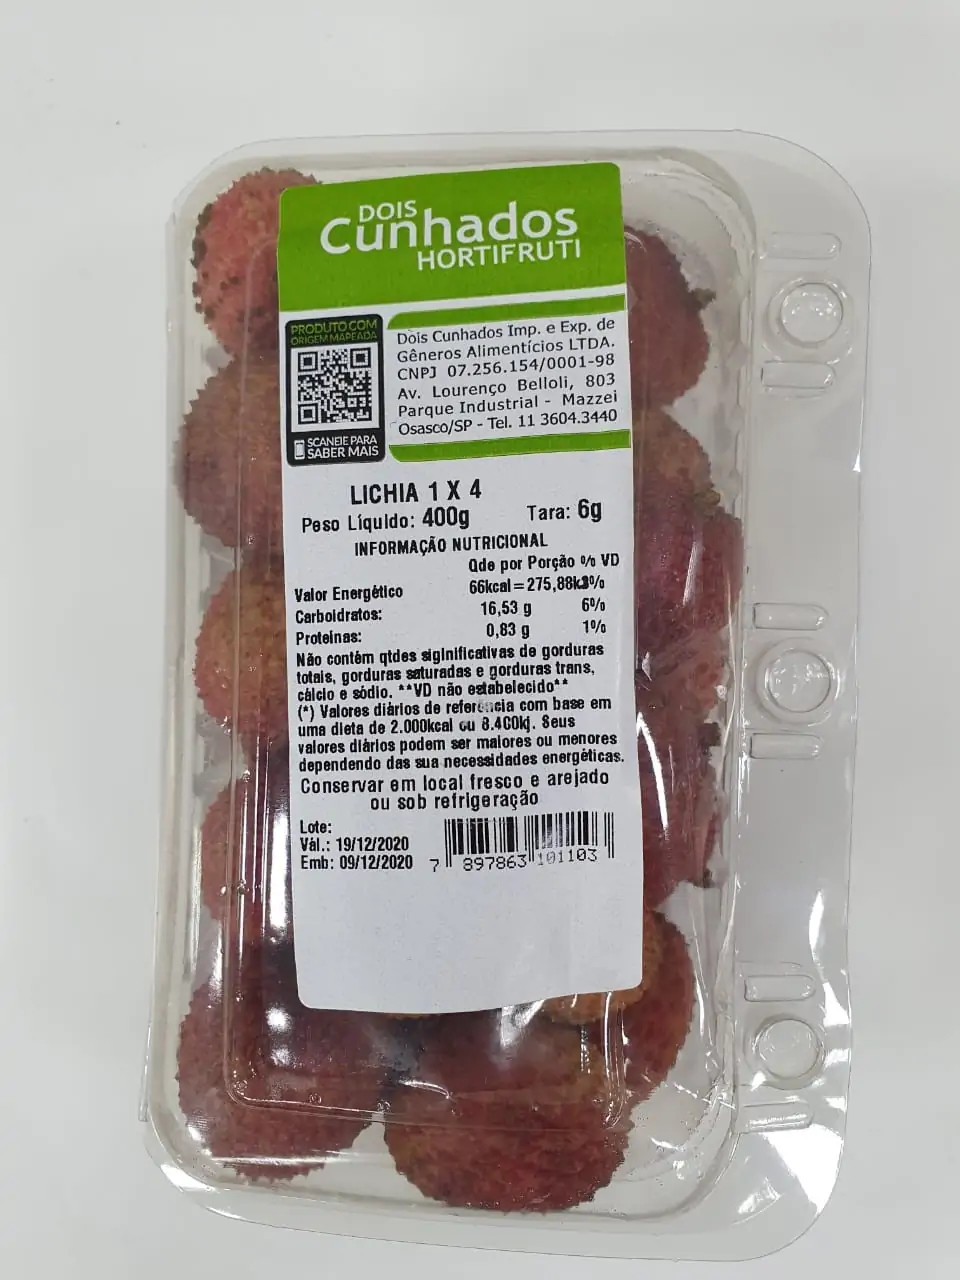 DOIS
Cunhados
HORTIFRUTI
PRODUTO COM
ORIGEM MAPEADA
SCANEIE PARA
SABER MAIS
Dois Cunhados Imp. e Exp. de
Gêneros Alimentícios LTDA.
CNPJ 07.256.154/0001-98
Av. Lourenço Belloli, 803
Parque Industrial - Mazzei
Osasco/SP - Tel. 11 3604.3440
LICHIA 1 X 4
Peso Líquido: 400g Tara: 6g
INFORMAÇÃO NUTRICIONAL
Qde por Porção % VD
Valor Energético 66kcal=275,88kJ3%
Carboidratos: 16,53 g 6%
Proteinas: 0,83 g 1%
Não contêm qtdes siginificativas de gorduras
totais, gorduras saturadas e gorduras trans,
cálcio e sódio. **VD não estabelecido**
(*) Valores diários de referência com base em
uma dieta de 2.000kcal ou 8.400kj. Seus
valores diários podem ser maiores ou menores
dependendo das sua necessidades energéticas.
Conservar em local fresco e arejado
ou sob refrigeração
Lote:
Vál.: 19/12/2020
Emb: 09/12/2020
7 897863 101103